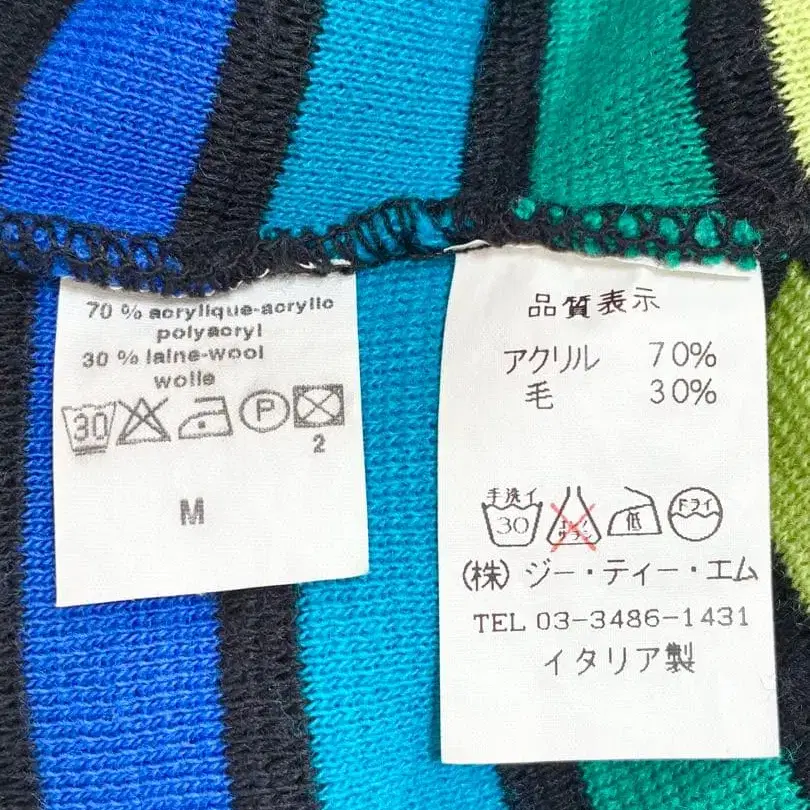 70 % acrylique-acrylic
polyacryl
30 % laine-wool
wolle
30
P
2
M
品質表示
アクリル 70%
毛 30%
手洗イ
30
低
ドライ
(株) ジー・ティー・エム
TEL 03-3486-1431
イタリア製